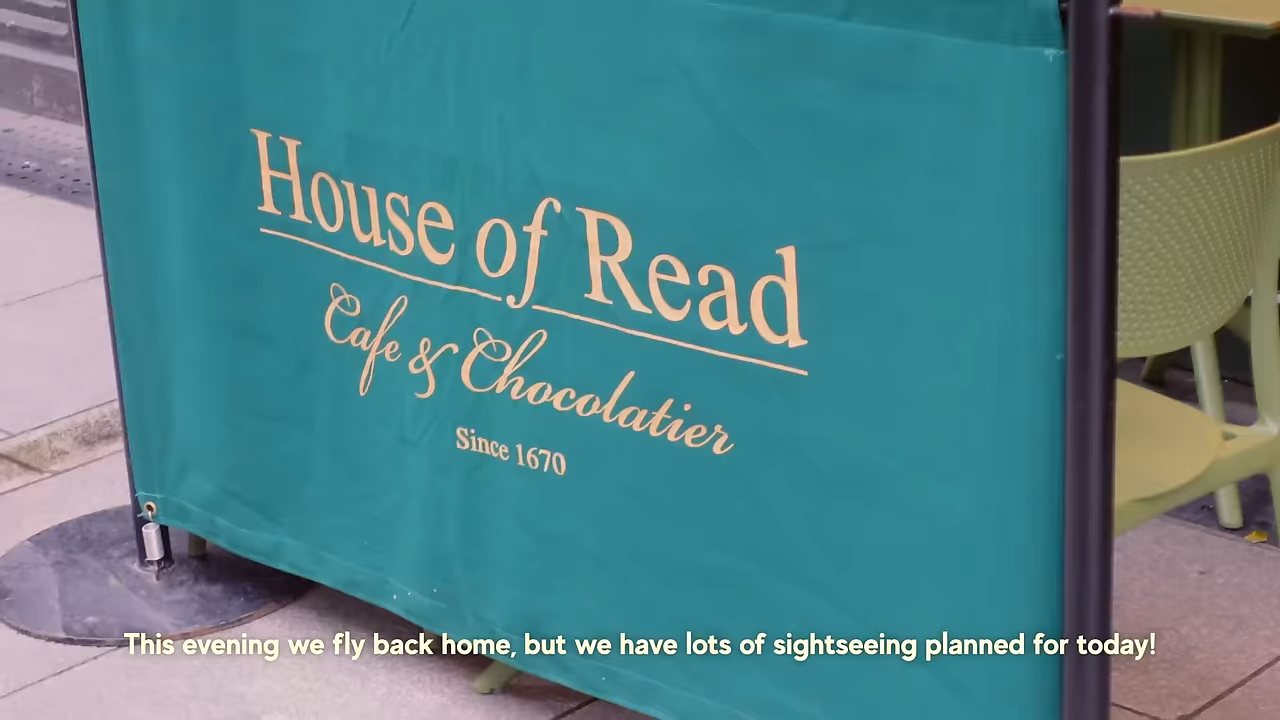 House of Read
Cafe & Chocolatier
Since 1670
This evening we fly back home, but we have lots of sightseeing planned for today!